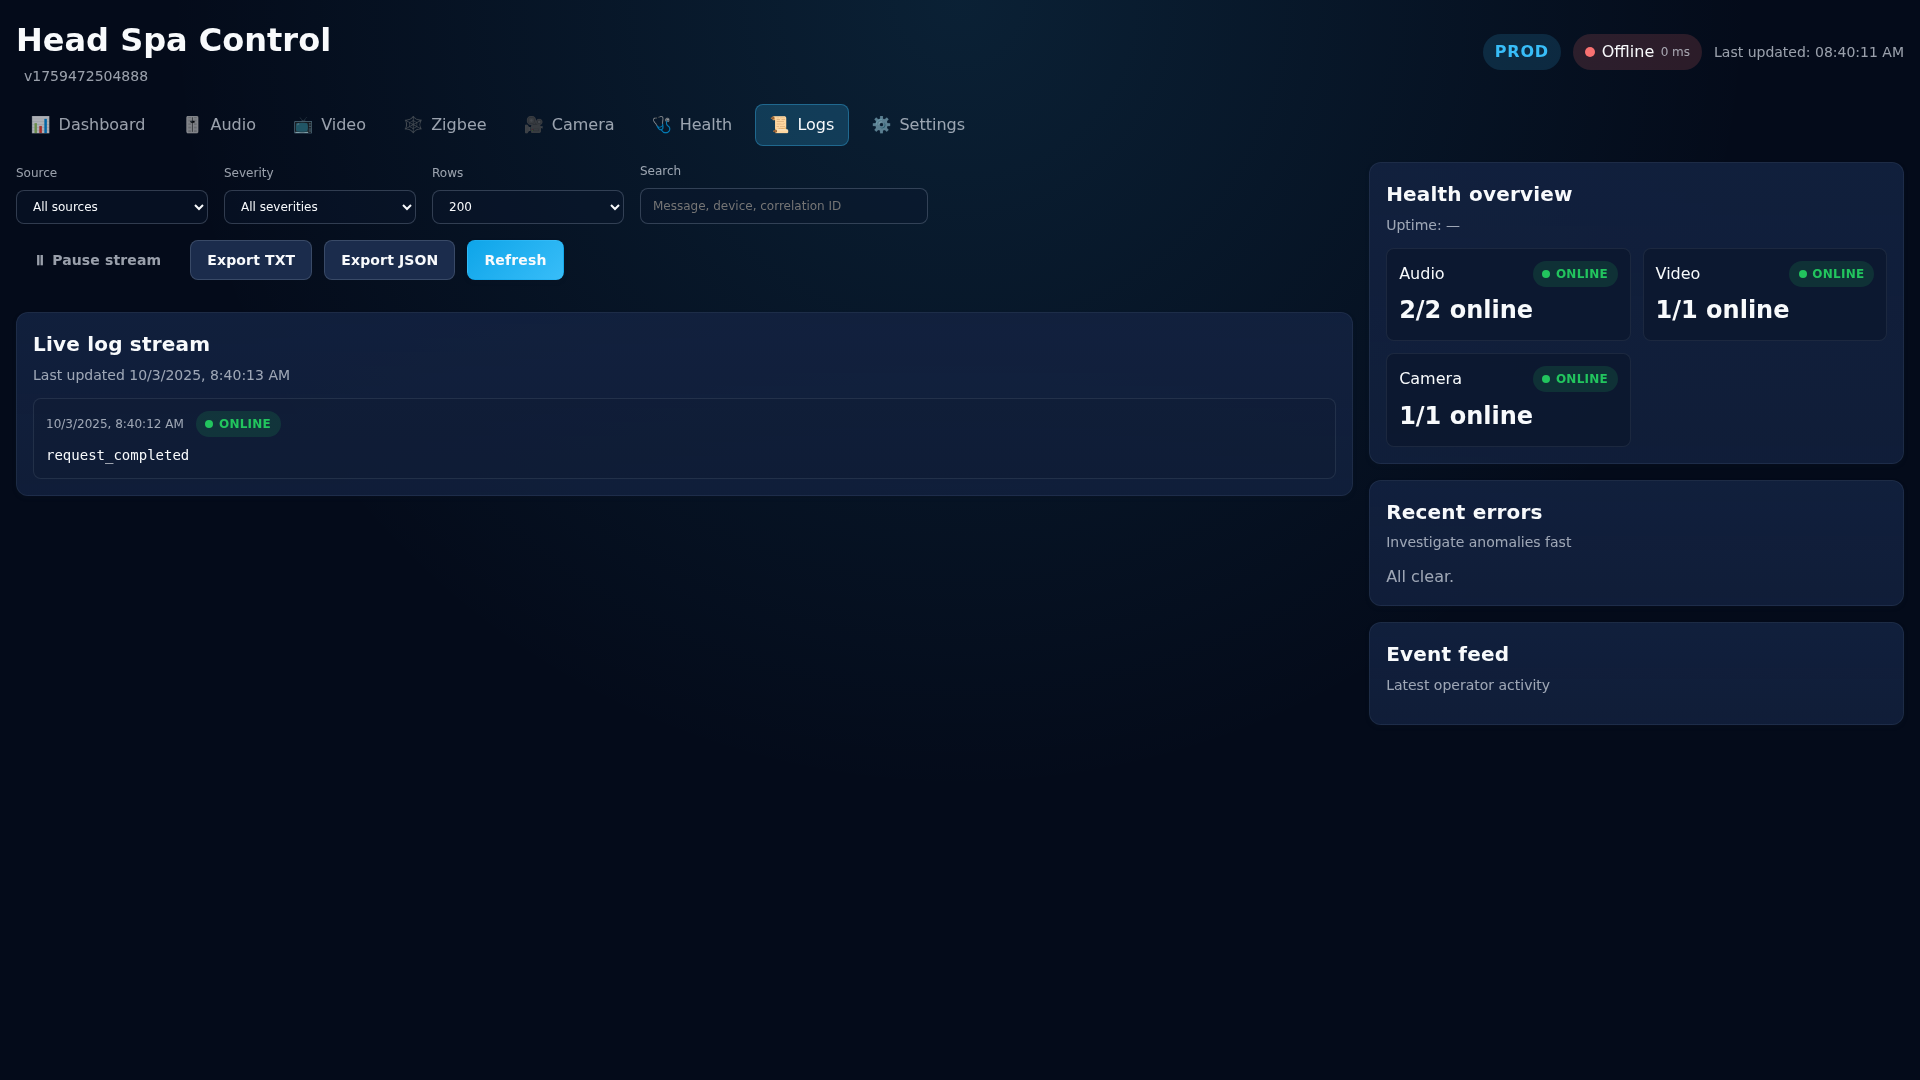 Head Spa Control
v1759472504888
PROD
Offline 0 ms
Last updated: 08:40:11 AM
Dashboard
Audio
Video
Zigbee
Camera
Health
Logs
Settings
Source
Severity
Rows
Search
All sources
All severities
200
Message, device, correlation ID
Pause stream
Export TXT
Export JSON
Refresh
Live log stream
Last updated 10/3/2025, 8:40:13 AM
10/3/2025, 8:40:12 AM
ONLINE
request_completed
Health overview
Uptime: —
Audio
ONLINE
2/2 online
Video
ONLINE
1/1 online
Camera
ONLINE
1/1 online
Recent errors
Investigate anomalies fast
All clear.
Event feed
Latest operator activity